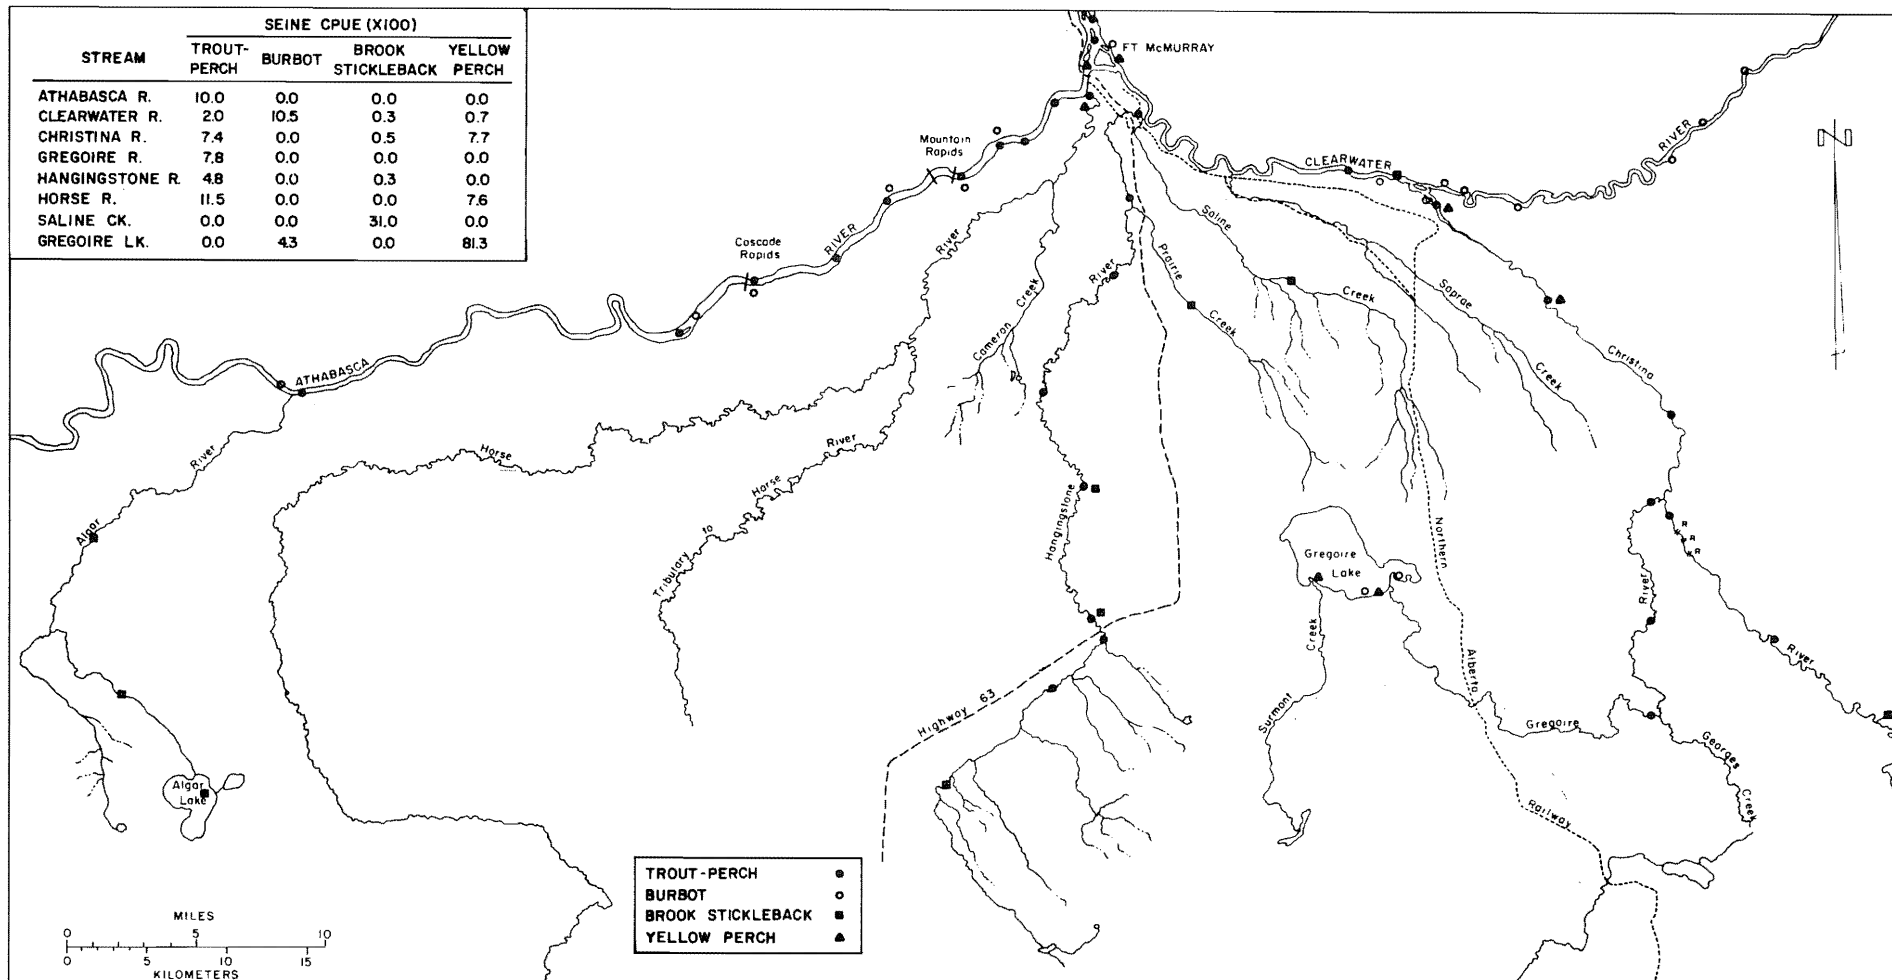 SEINE CPUE (X100)
STREAM TROUT-PERCH BURBOT BROOK STICKLEBACK YELLOW PERCH
ATHABASCA R. 10.0 0.0 0.0 0.0
CLEARWATER R. 2.0 10.5 0.3 0.7
CHRISTINA R. 7.4 0.0 0.5 7.7
GREGOIRE R. 7.8 0.0 0.0 0.0
HANGINGSTONE R. 4.8 0.0 0.3 0.0
HORSE R. 11.5 0.0 0.0 7.6
SALINE CK. 0.0 0.0 31.0 0.0
GREGOIRE LK. 0.0 4.3 0.0 81.3
FT McMURRAY
N
Mountain
Rapids
CLEARWATER RIVER
Cascade
Rapids
ATHABASCA RIVER
Horse River
Cameron Creek
Hangingstone River
Prairie Creek
Saline Creek
Saprae Creek
Christina River
R
R
R
Algar River
Tributary to Horse River
Gregoire
Lake
Northern Alberta Railway
Surmont Creek
Highway 63
Gregoire River
Georges Creek
Algar
Lake
TROUT-PERCH
BURBOT
BROOK STICKLEBACK
YELLOW PERCH
MILES
0 5 10
0 5 10 15
KILOMETERS